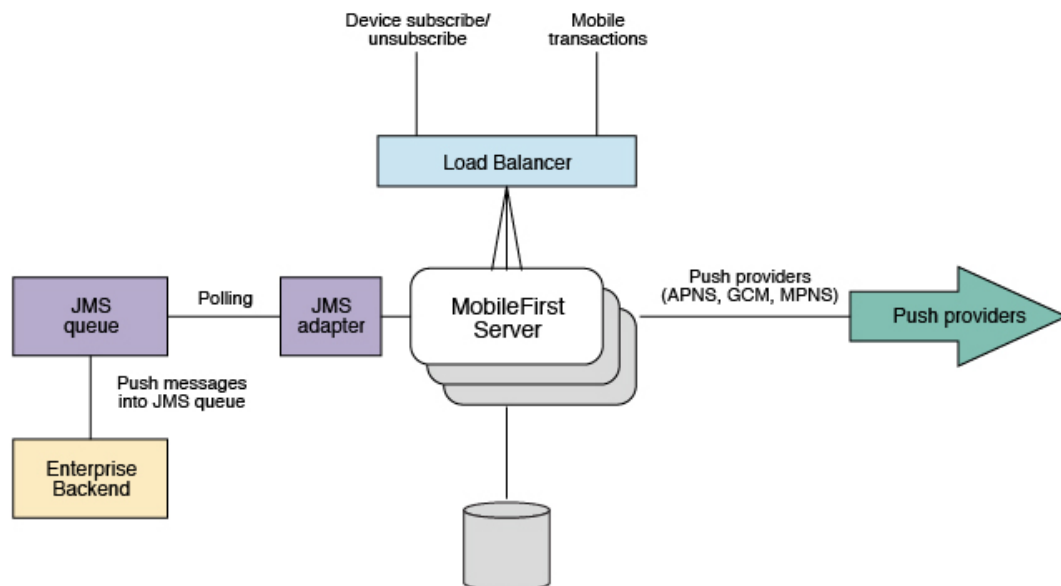 Device subscribe/
unsubscribe
Mobile
transactions
Load Balancer
JMS
queue
Polling
JMS
adapter
MobileFirst
Server
Push providers
(APNS, GCM, MPNS)
Push providers
Push messages
into JMS queue
Enterprise
Backend